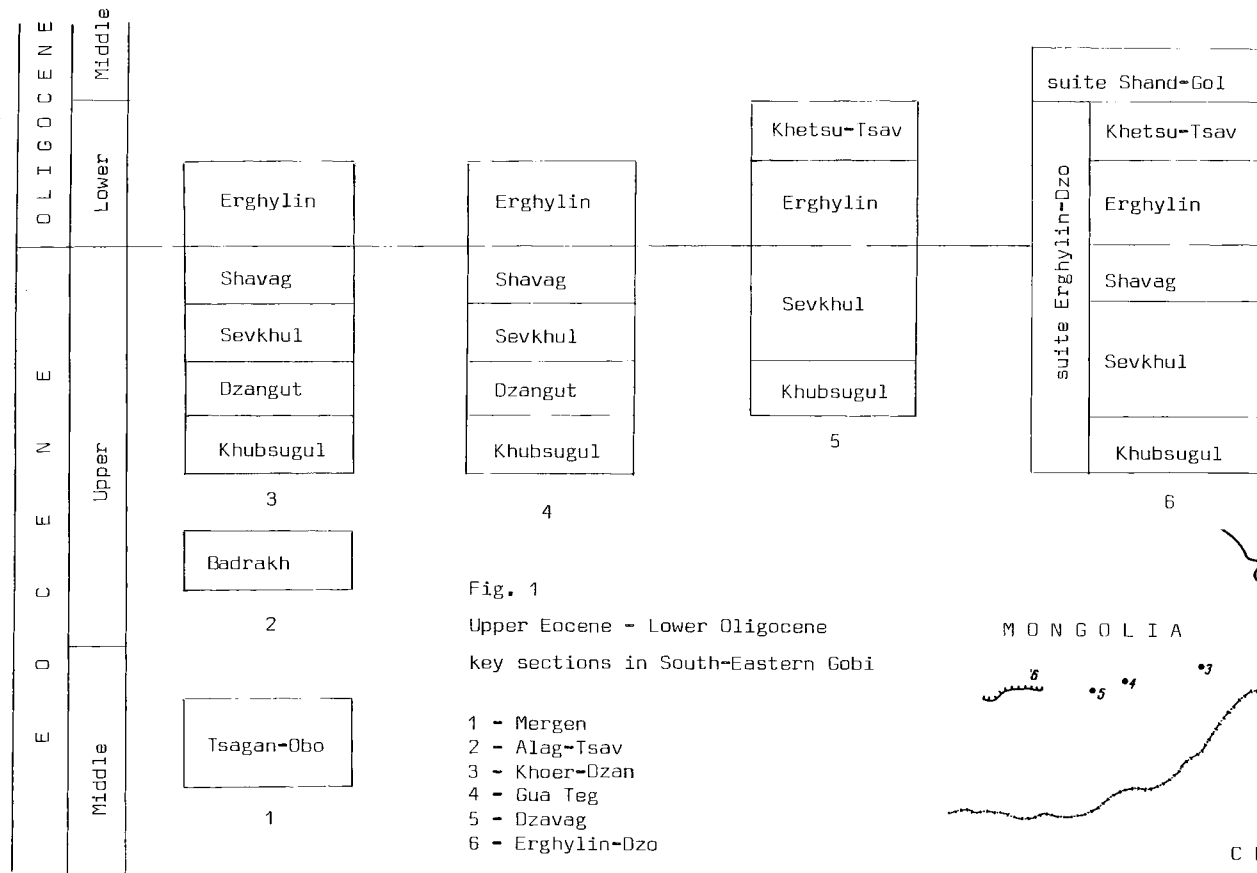 OLIGOCENE
EOCENE
Middle
Lower
Upper
Middle
Erghylin
Shavag
Sevkhul
Dzangut
Khubsugul
3
Badrakh
2
Tsagan-Obo
1
Erghylin
Shavag
Sevkhul
Dzangut
Khubsugul
4
Khetsu-Tsav
Erghylin
Sevkhul
Khubsugul
5
suite Shand-Gol
suite Erghylin-Dzo
Khetsu-Tsav
Erghylin
Shavag
Sevkhul
Khubsugul
6
Fig. 1
Upper Eocene - Lower Oligocene
key sections in South-Eastern Gobi
1 - Mergen
2 - Alag-Tsav
3 - Khoer-Dzan
4 - Gua Teg
5 - Dzavag
6 - Erghylin-Dzo
MONGOLIA
6
5
4
3
C